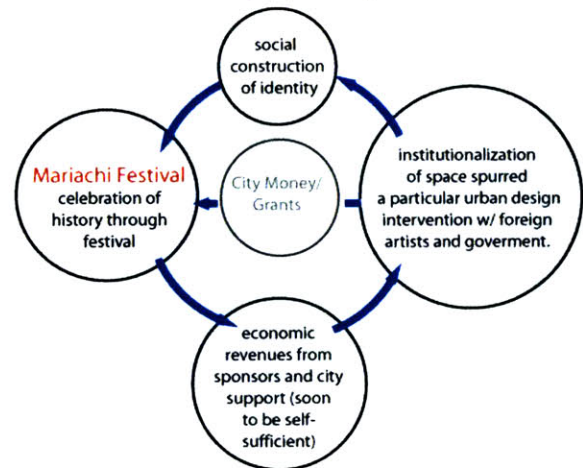 social
construction
of identity
Mariachi Festival
celebration of
history through
festival
City Money/
Grants
institutionalization
of space spurred
a particular urban design
intervention w/ foreign
artists and goverment.
economic
revenues from
sponsors and city
support (soon
to be self-
sufficient)